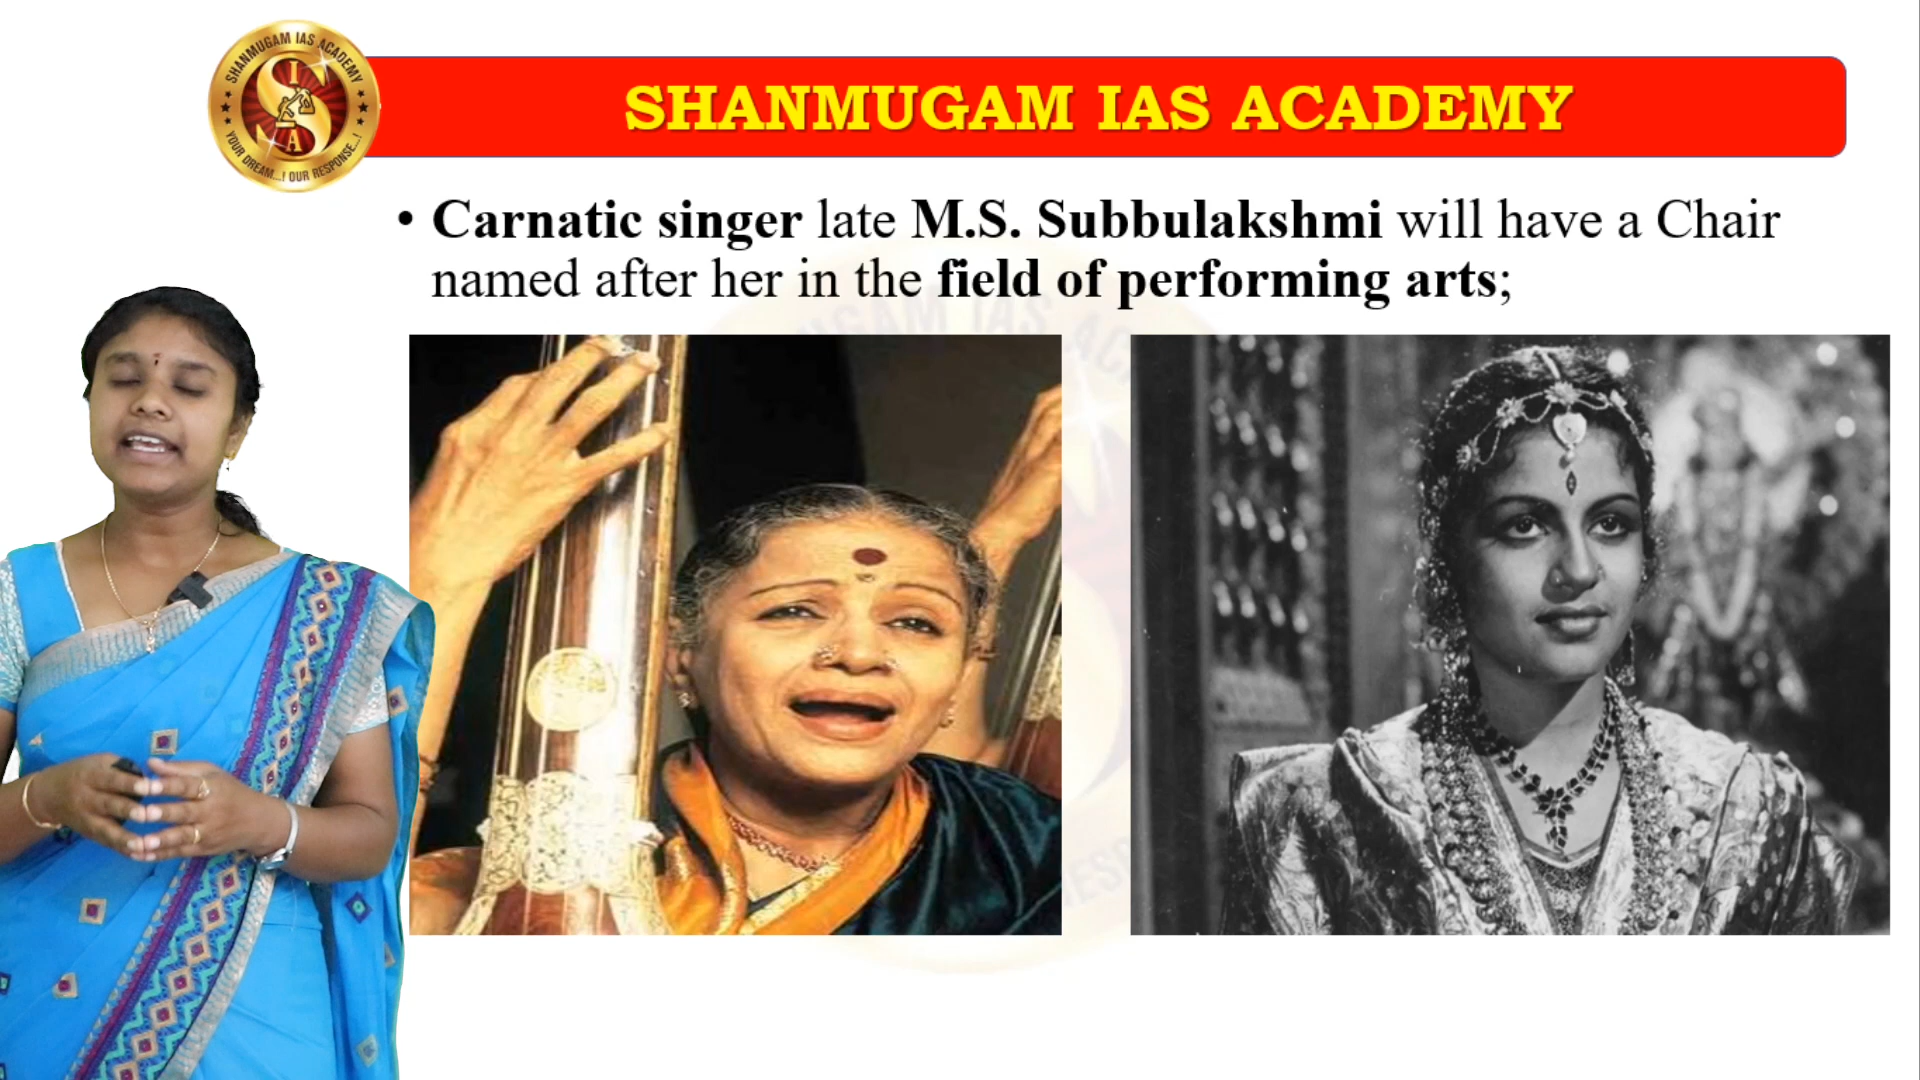 SHANMUGAM IAS ACADEMY
SHANMUGAM IAS ACADEMY
I
S
A
YOUR DREAM...! OUR RESPONSE...!
• Carnatic singer late M.S. Subbulakshmi will have a Chair
named after her in the field of performing arts;